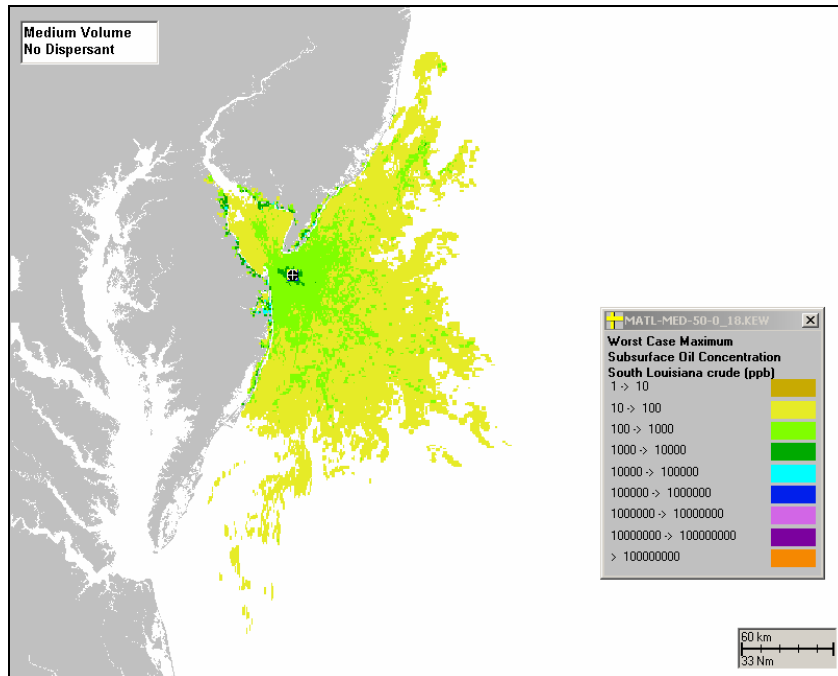 Medium Volume
No Dispersant
MATL-MED-50-0_18.KEW
Worst Case Maximum
Subsurface Oil Concentration
South Louisiana crude (ppb)
1 -> 10
10 -> 100
100 -> 1000
1000 -> 10000
10000 -> 100000
100000 -> 1000000
1000000 -> 10000000
10000000 -> 100000000
> 100000000
60 km
33 Nm